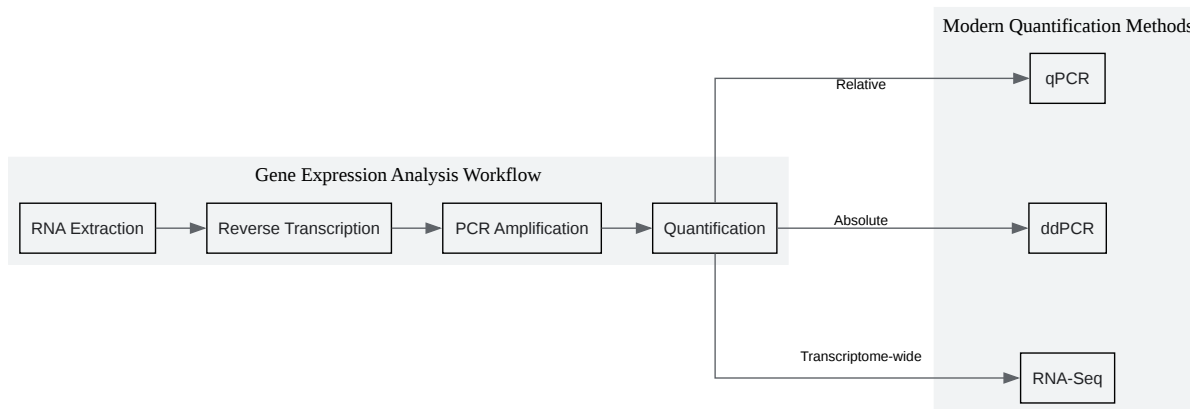 Modern Quantification Methods
qPCR
Relative
Gene Expression Analysis Workflow
RNA Extraction
Reverse Transcription
PCR Amplification
Quantification
Absolute
ddPCR
Transcriptome-wide
RNA-Seq